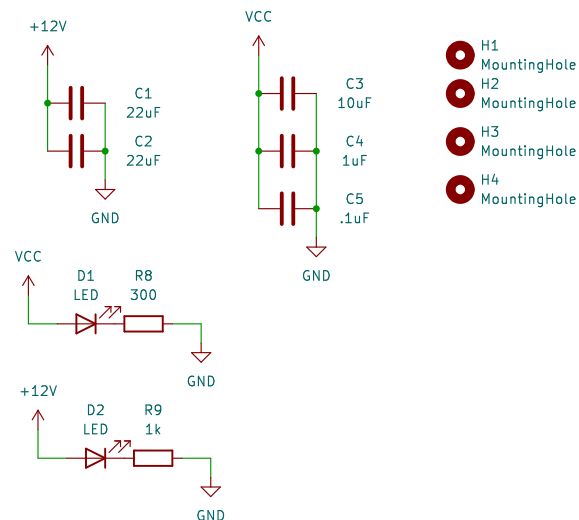 +12V
C1
22uF
C2
22uF
GND
VCC
C3
10uF
C4
1uF
C5
.1uF
GND
H1
MountingHole
H2
MountingHole
H3
MountingHole
H4
MountingHole
VCC
D1
LED
R8
300
GND
+12V
D2
LED
R9
1k
GND